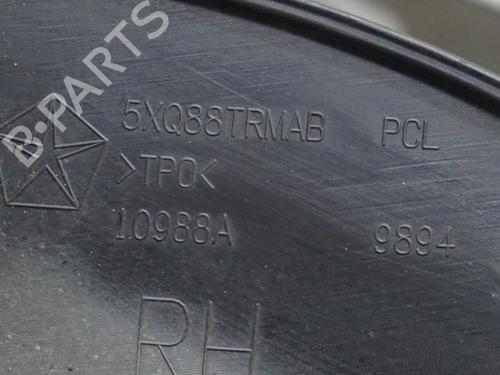 B-PARTS
5XQ88TRMAB PCL
>TPO<
10988A 9894
RH